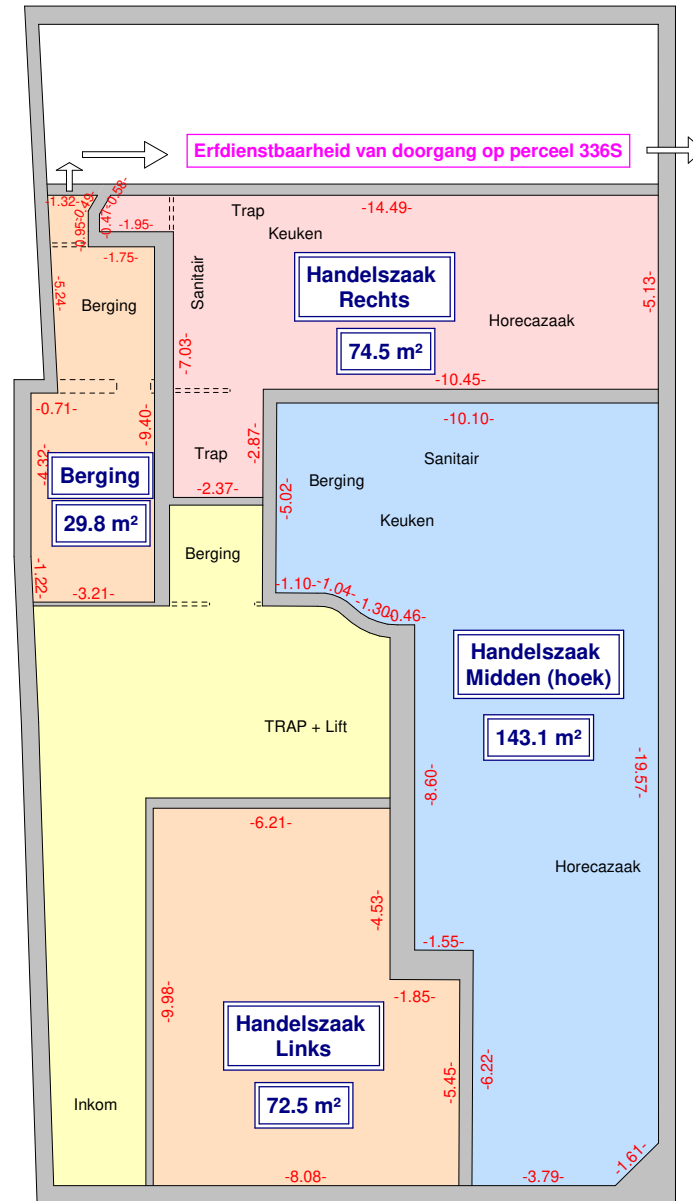 Erfdienstbaarheid van doorgang op perceel 336S
-1.32-
-0.49-
-0.58-
-0.95-
-0.47-
-1.95-
-1.75-
Trap
-14.49-
Keuken
Sanitair
Handelszaak
Rechts
74.5 m²
Horecazaak
-5.13-
-5.24-
Berging
-7.03-
-10.45-
-0.71-
-9.40-
-10.10-
-4.32-
Berging
29.8 m²
Trap
-2.87-
-2.37-
Sanitair
Berging
-5.02-
Keuken
-1.22-
-3.21-
Berging
-1.10-
-1.04-
-1.30-
-0.46-
Handelszaak
Midden (hoek)
143.1 m²
TRAP + Lift
-8.60-
-19.57-
-6.21-
Horecazaak
-4.53-
-1.55-
-9.98-
-1.85-
Handelszaak
Links
72.5 m²
-5.45-
-6.22-
Inkom
-8.08-
-3.79-
-1.61-